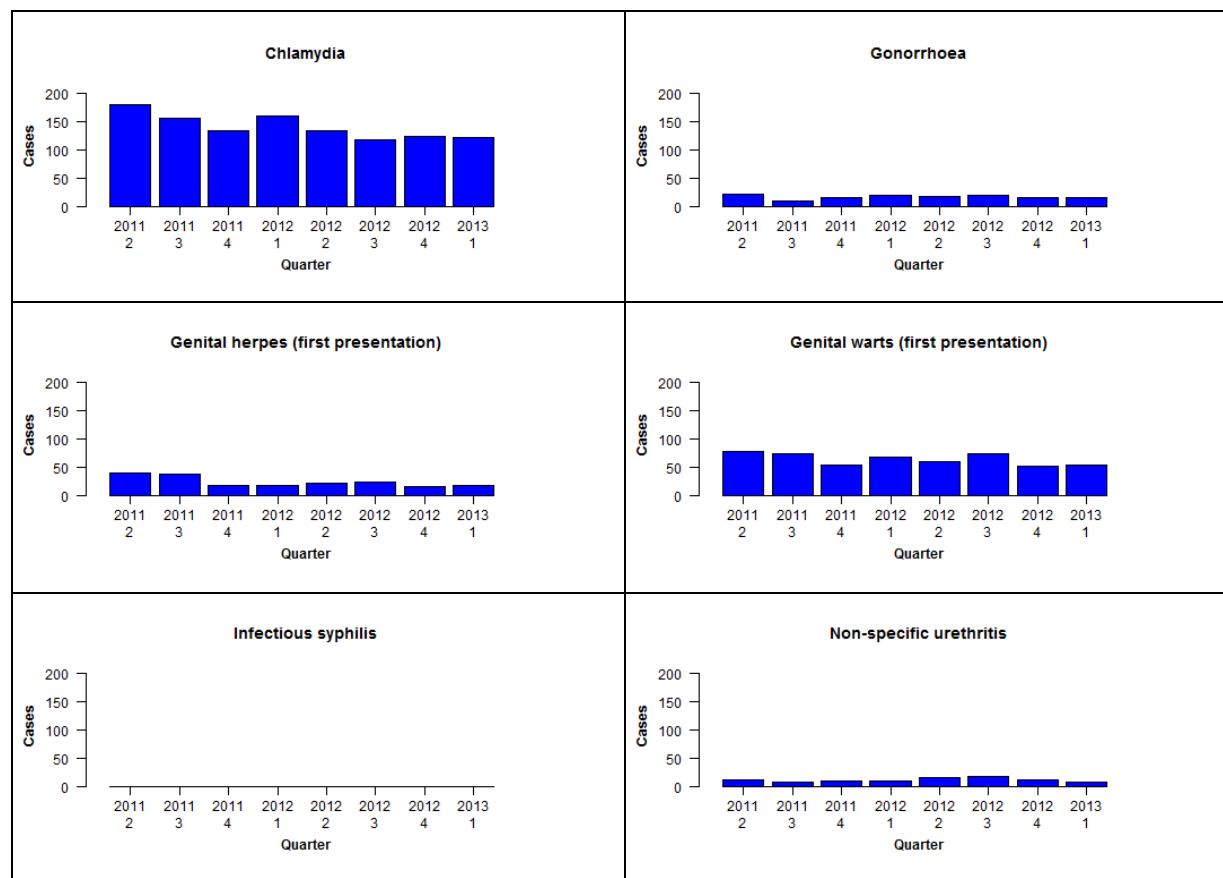 Chlamydia
200
150
100
50
0
Cases
2011 2011 2011 2012 2012 2012 2012 2013
2 3 4 1 2 3 4 1
Quarter
Gonorrhoea
200
150
100
50
0
Cases
2011 2011 2011 2012 2012 2012 2012 2013
2 3 4 1 2 3 4 1
Quarter
Genital herpes (first presentation)
200
150
100
50
0
Cases
2011 2011 2011 2012 2012 2012 2012 2013
2 3 4 1 2 3 4 1
Quarter
Genital warts (first presentation)
200
150
100
50
0
Cases
2011 2011 2011 2012 2012 2012 2012 2013
2 3 4 1 2 3 4 1
Quarter
Infectious syphilis
200
150
100
50
0
Cases
2011 2011 2011 2012 2012 2012 2012 2013
2 3 4 1 2 3 4 1
Quarter
Non-specific urethritis
200
150
100
50
0
Cases
2011 2011 2011 2012 2012 2012 2012 2013
2 3 4 1 2 3 4 1
Quarter